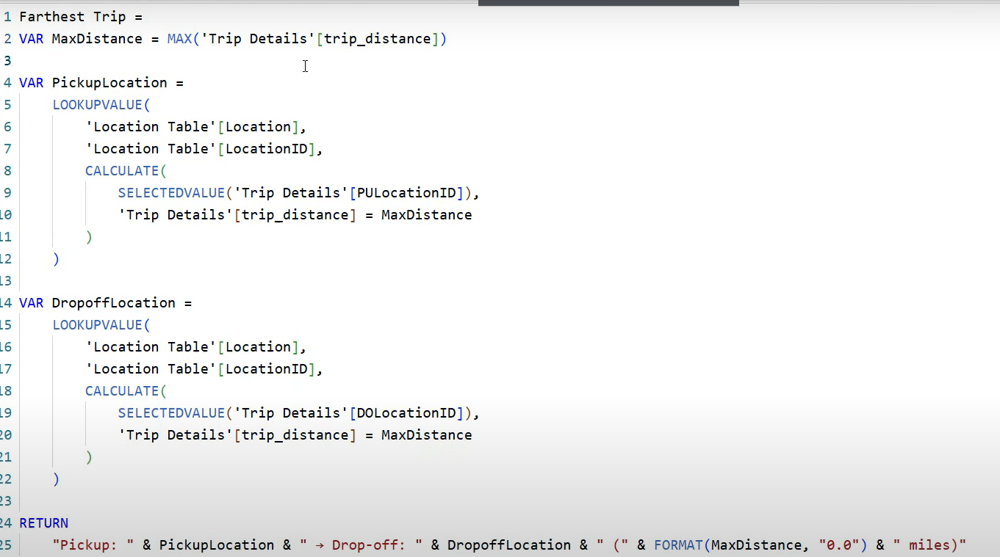 1 Farthest Trip =
2 VAR MaxDistance = MAX('Trip Details'[trip_distance])
3
4 VAR PickupLocation =
5 LOOKUPVALUE(
6 'Location Table'[Location],
7 'Location Table'[LocationID],
8 CALCULATE(
9 SELECTEDVALUE('Trip Details'[PULocationID]),
10 'Trip Details'[trip_distance] = MaxDistance
11 )
12 )
13
14 VAR DropoffLocation =
15 LOOKUPVALUE(
16 'Location Table'[Location],
17 'Location Table'[LocationID],
18 CALCULATE(
19 SELECTEDVALUE('Trip Details'[DOLocationID]),
20 'Trip Details'[trip_distance] = MaxDistance
21 )
22 )
23
24 RETURN
25 "Pickup: " & PickupLocation & " → Drop-off: " & DropoffLocation & " (" & FORMAT(MaxDistance, "0.0") & " miles)"